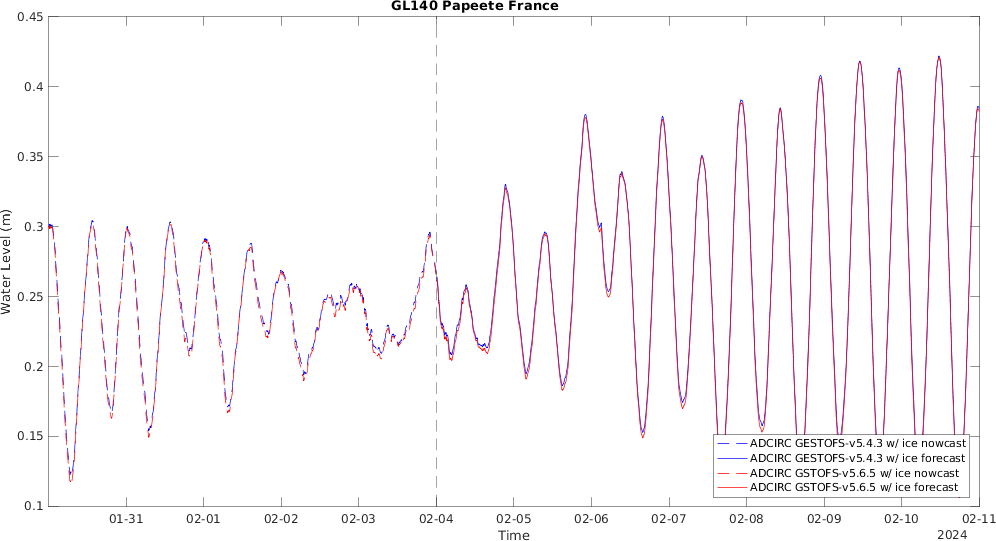 GL140 Papeete France
0.45
0.4
0.35
0.3
0.25
0.2
0.15
0.1
Water Level (m)
ADCIRC GESTOFS-v5.4.3 w/ ice nowcast
ADCIRC GESTOFS-v5.4.3 w/ ice forecast
ADCIRC GSTOFS-v5.6.5 w/ ice nowcast
ADCIRC GSTOFS-v5.6.5 w/ ice forecast
01-31 02-01 02-02 02-03 02-04 02-05 02-06 02-07 02-08 02-09 02-10 02-11
Time
2024